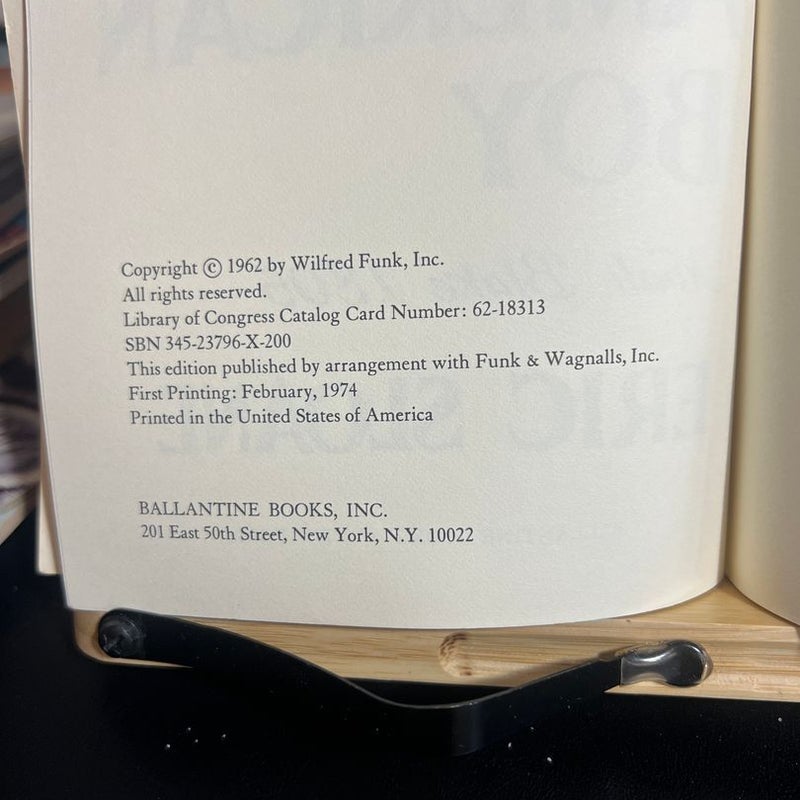 Copyright © 1962 by Wilfred Funk, Inc.
All rights reserved.
Library of Congress Catalog Card Number: 62-18313
SBN 345-23796-X-200
This edition published by arrangement with Funk & Wagnalls, Inc.
First Printing: February, 1974
Printed in the United States of America
BALLANTINE BOOKS, INC.
201 East 50th Street, New York, N.Y. 10022